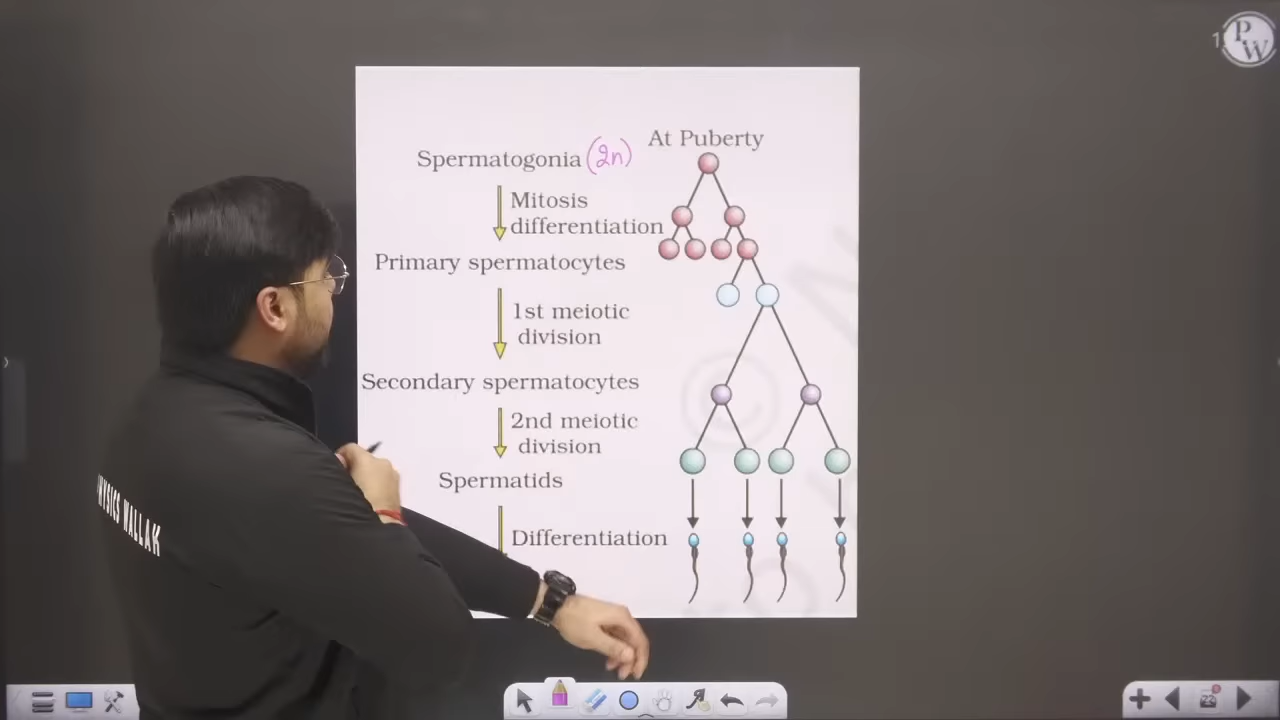 P
W
At Puberty
Spermatogonia (2n)
Mitosis
differentiation
Primary spermatocytes
1st meiotic
division
Secondary spermatocytes
2nd meiotic
division
Spermatids
Differentiation
PHYSICS WALLAH
©
23